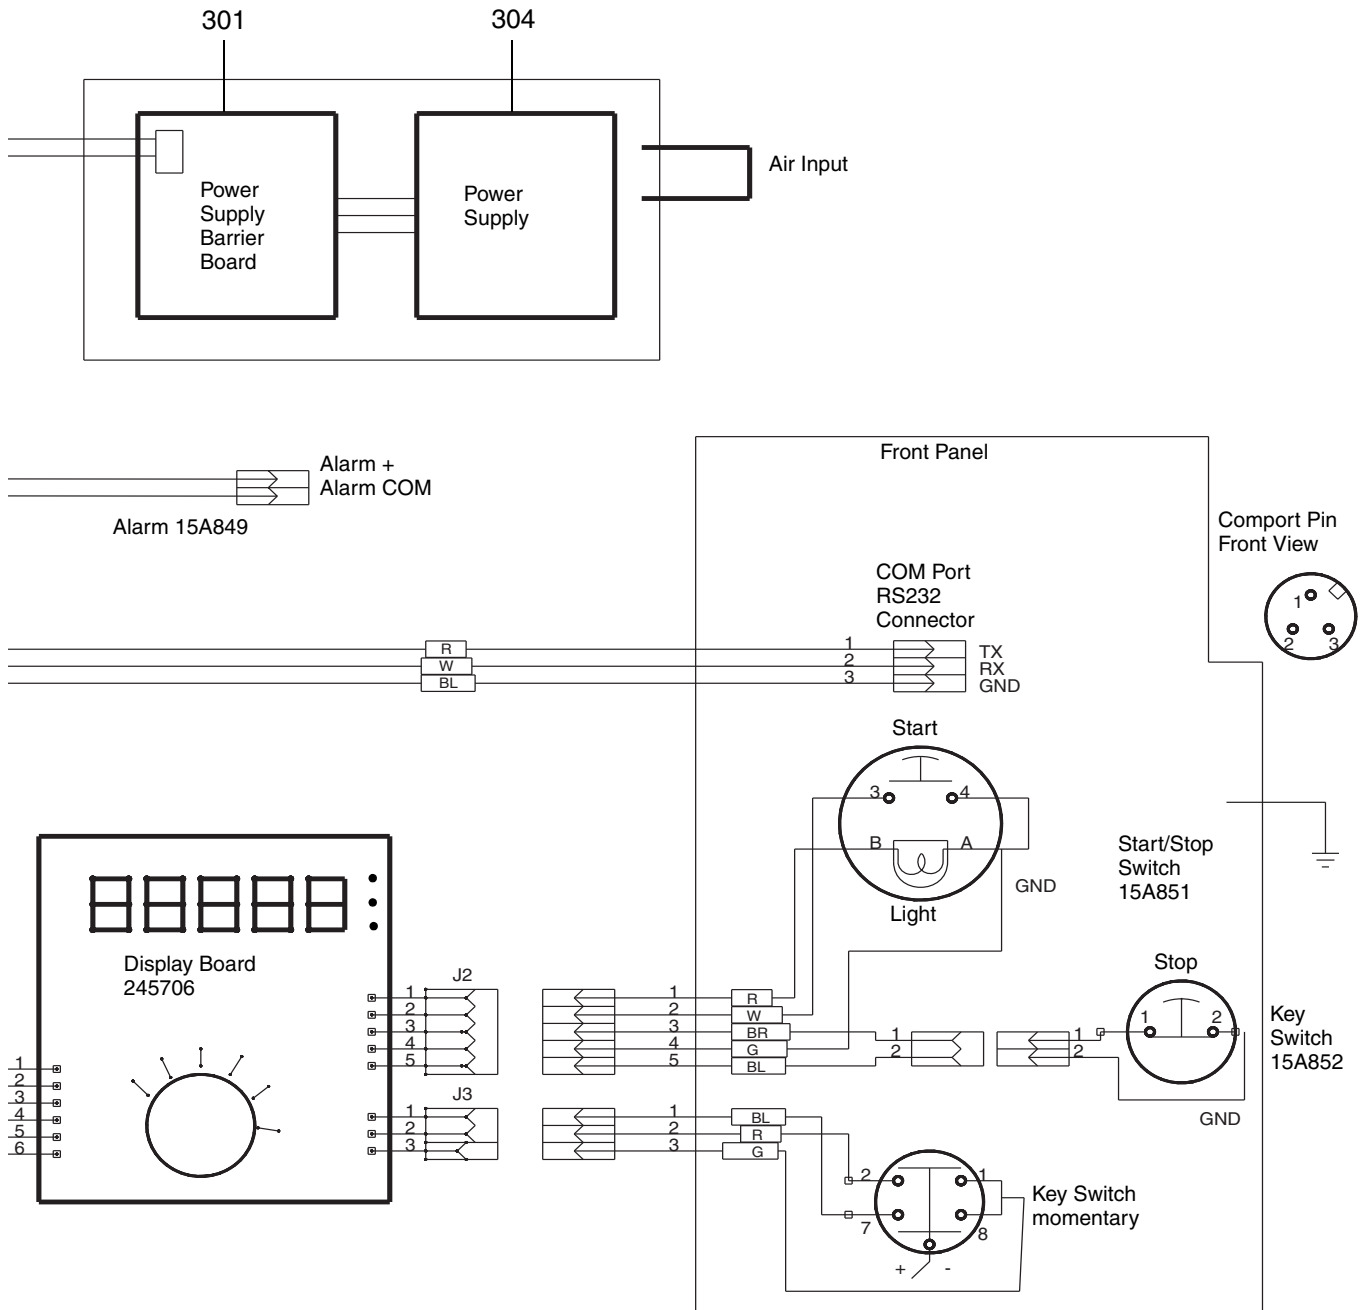 301
304
Power
Supply
Barrier
Board
Power
Supply
Air Input
Alarm +
Alarm COM
Alarm 15A849
Front Panel
Comport Pin
Front View
1
2 3
COM Port
RS232
Connector
R 1 TX
W 2 RX
BL 3 GND
Start
3 4
B A
GND
Light
Start/Stop
Switch
15A851
Stop
1 2
Key
Switch
15A852
GND
Display Board
245706
J2
1 1 R
2 2 W
3 3 BR 1 1
4 4 G 2 2
5 5 BL
J3
1 1 BL
2 2 R
3 3 G
1
2
3
4
5
6
2 1
7 8
+ -
Key Switch
momentary